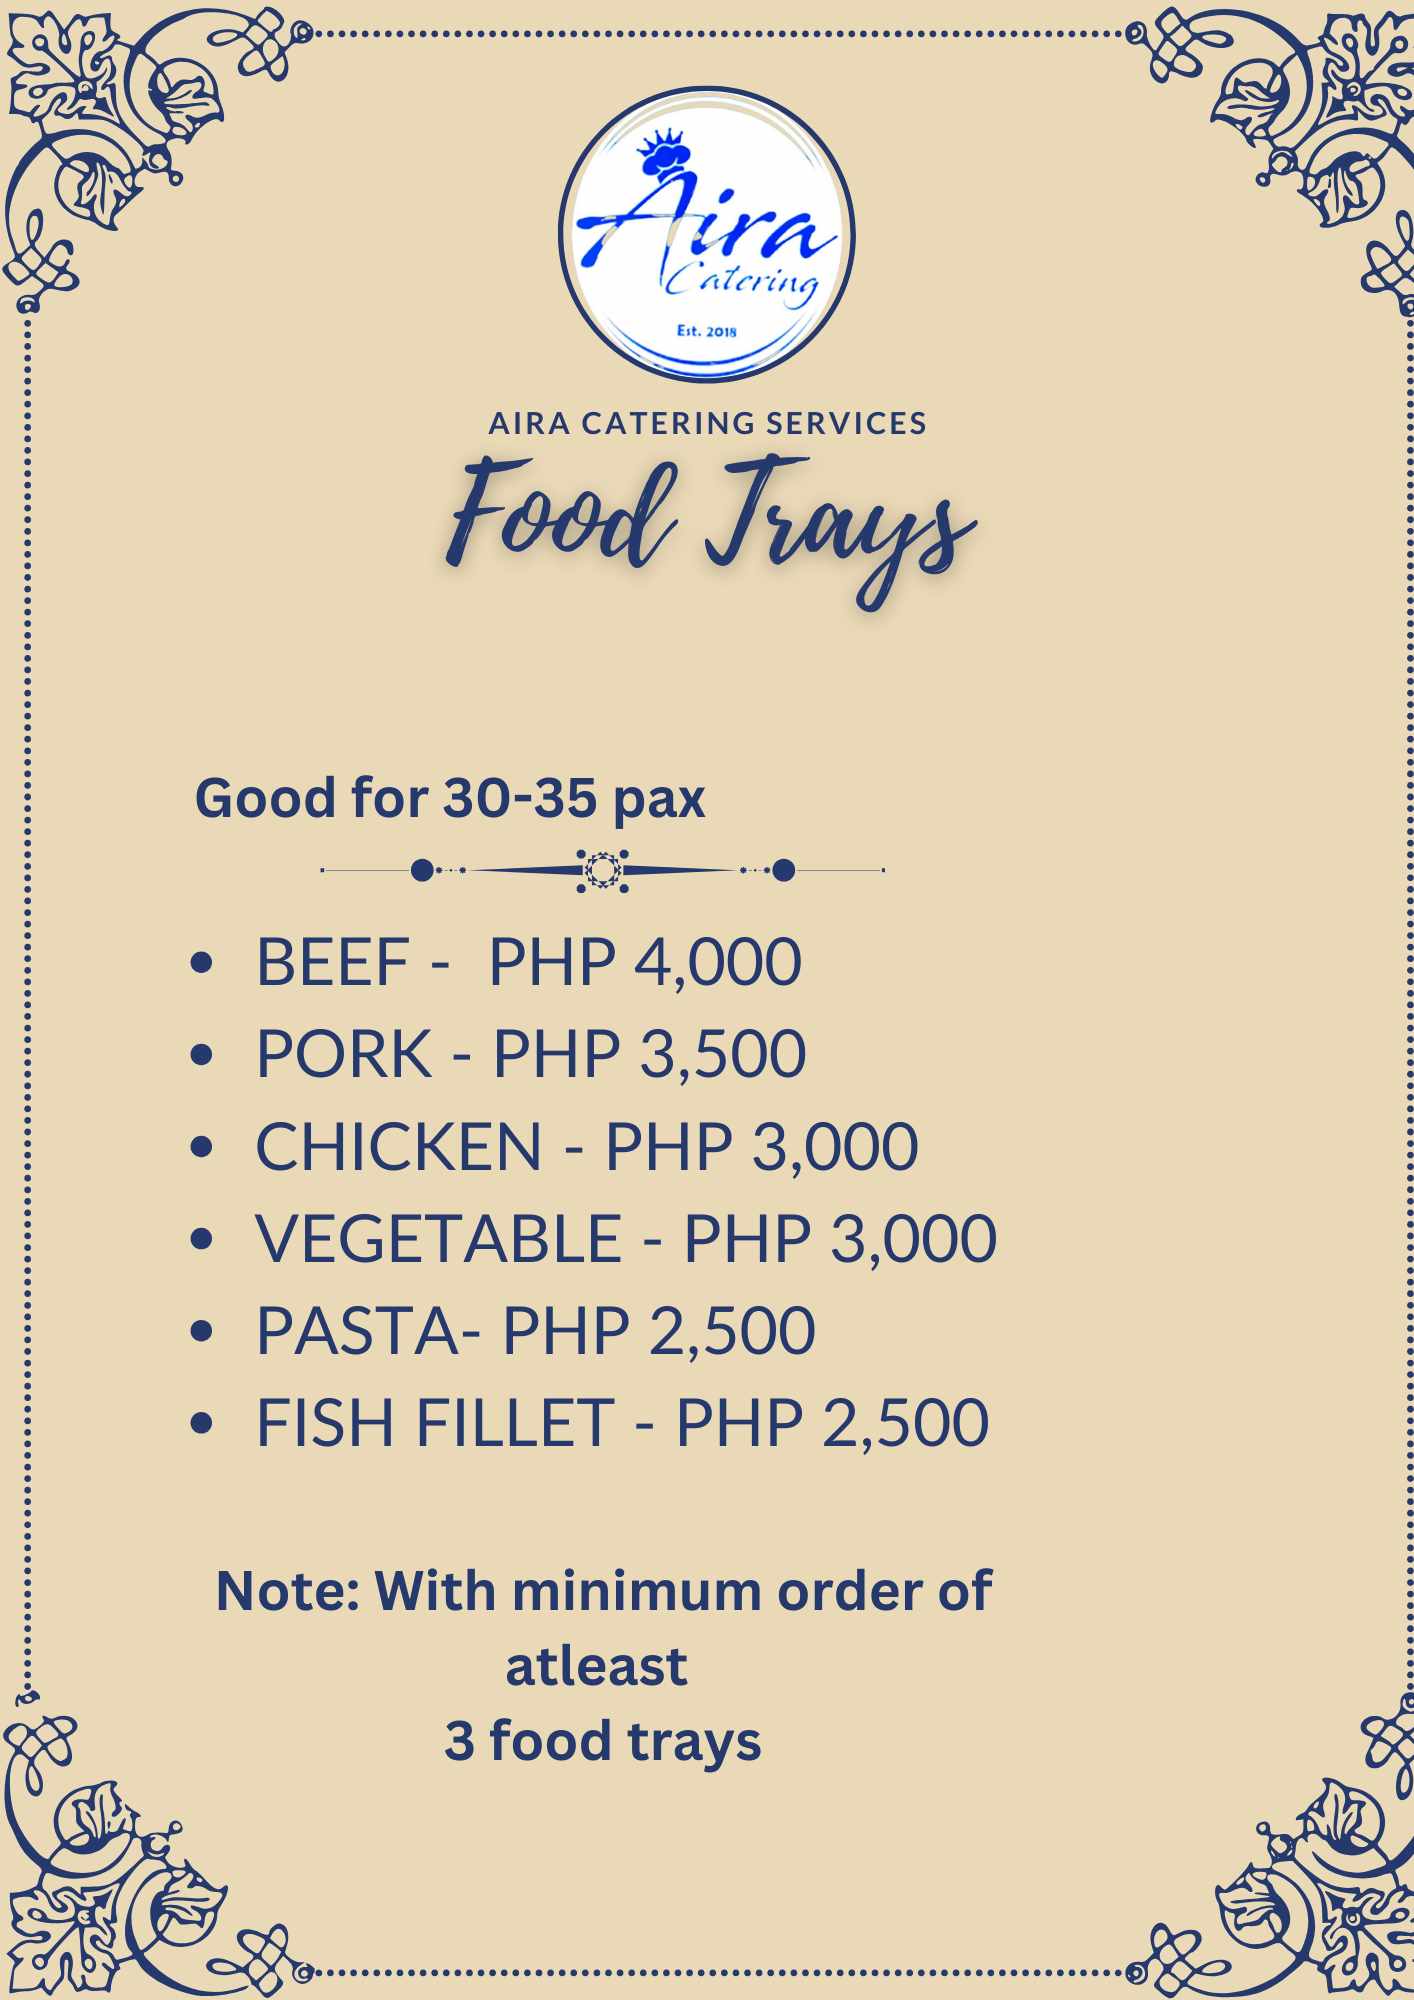 Aira
Catering
Est. 2018
AIRA CATERING SERVICES
Food Trays
Good for 30-35 pax
• BEEF - PHP 4,000
• PORK - PHP 3,500
• CHICKEN - PHP 3,000
• VEGETABLE - PHP 3,000
• PASTA- PHP 2,500
• FISH FILLET - PHP 2,500
Note: With minimum order of
atleast
3 food trays